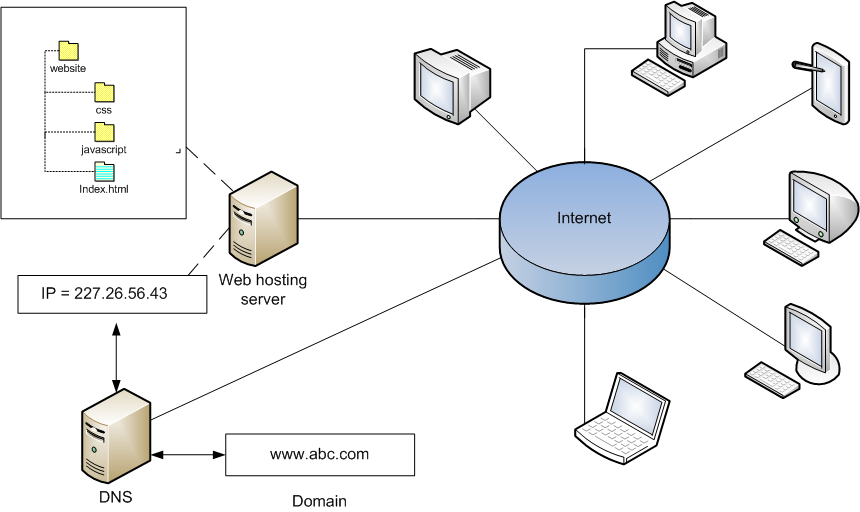 website
css
javascript
Index.html
Internet
Web hosting
server
IP = 227.26.56.43
www.abc.com
DNS
Domain